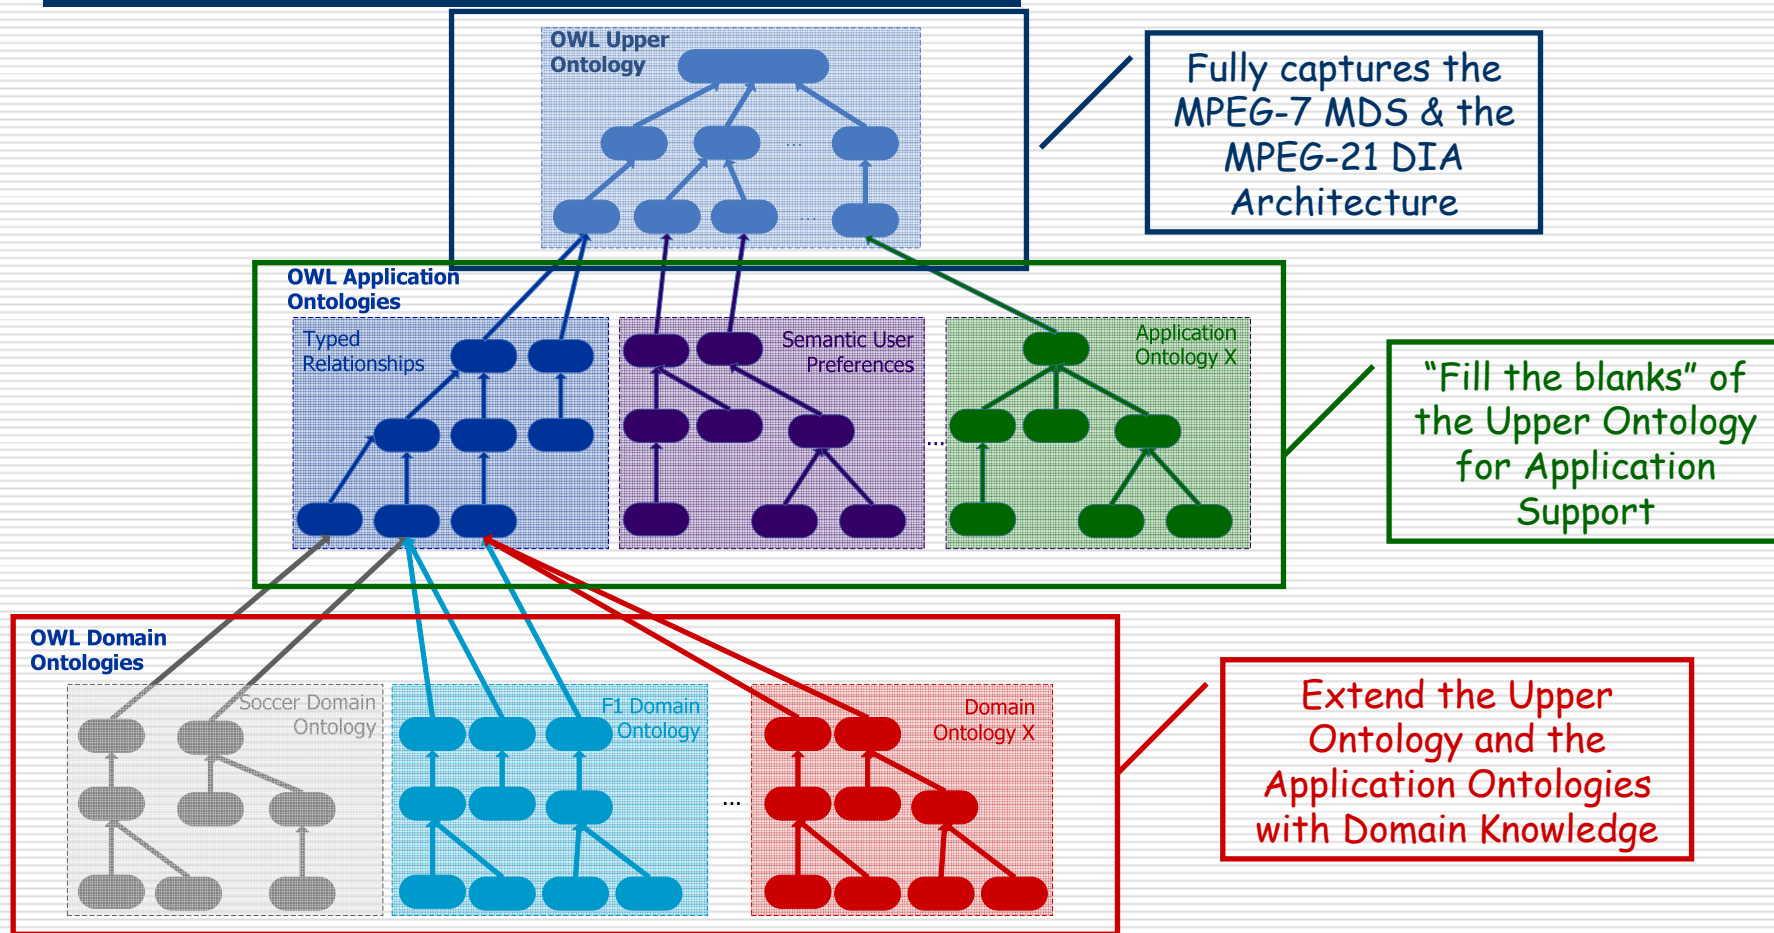 OWL Upper
Ontology
...
...
Fully captures the
MPEG-7 MDS & the
MPEG-21 DIA
Architecture
OWL Application
Ontologies
Typed
Relationships
Semantic User
Preferences
...
Application
Ontology X
“Fill the blanks” of
the Upper Ontology
for Application
Support
OWL Domain
Ontologies
Soccer Domain
Ontology
F1 Domain
Ontology
...
Domain
Ontology X
Extend the Upper
Ontology and the
Application Ontologies
with Domain Knowledge